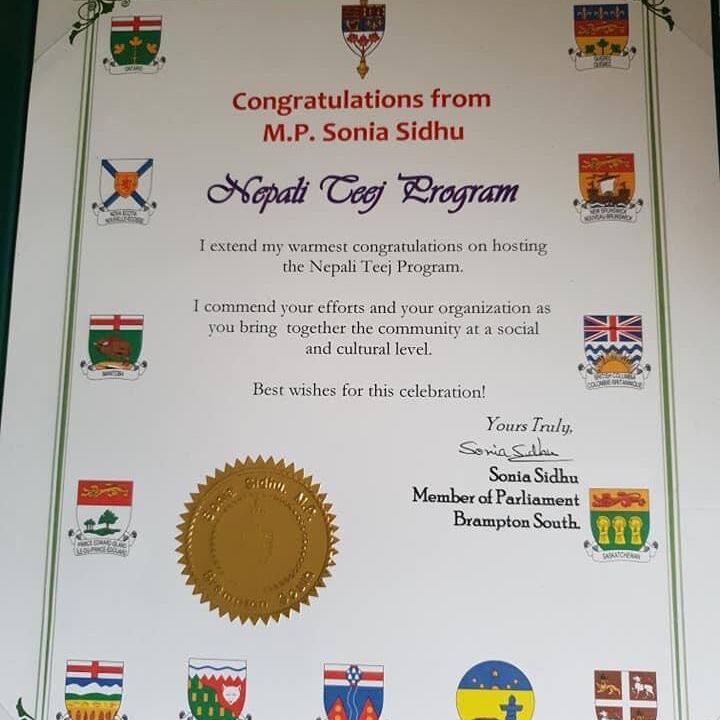 ONTARIO
QUEBEC
QUÉBEC
Congratulations from
M.P. Sonia Sidhu
NOVA SCOTIA
NOUVELLE-ÉCOSSE
Nepali Teej Program
NEW BRUNSWICK
NOUVEAU-BRUNSWICK
I extend my warmest congratulations on hosting
the Nepali Teej Program.
I commend your efforts and your organization as
you bring together the community at a social
and cultural level.
MANITOBA
BRITISH COLUMBIA
COLOMBIE-BRITANNIQUE
Best wishes for this celebration!
Yours Truly,
Sonia Sidhu
Sonia Sidhu
Member of Parliament
Brampton South
PRINCE EDWARD ISLAND
ÎLE-DU-PRINCE-ÉDOUARD
SASKATCHEWAN
Sonia Sidhu, M.P.
Brampton South